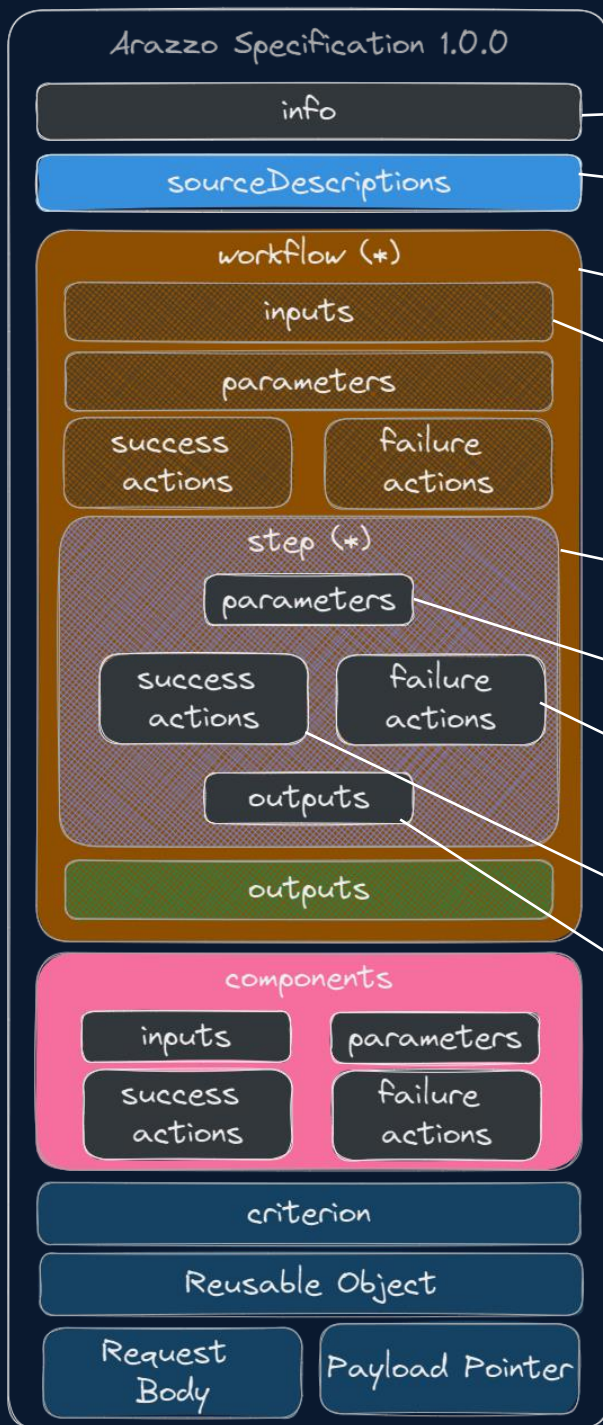 Arazzo Specification 1.0.0
info
sourceDescriptions
workflow (*)
inputs
parameters
success
actions
failure
actions
step (*)
parameters
success
actions
failure
actions
outputs
outputs
components
inputs
parameters
success
actions
failure
actions
criterion
Reusable Object
Request
Body
Payload Pointer